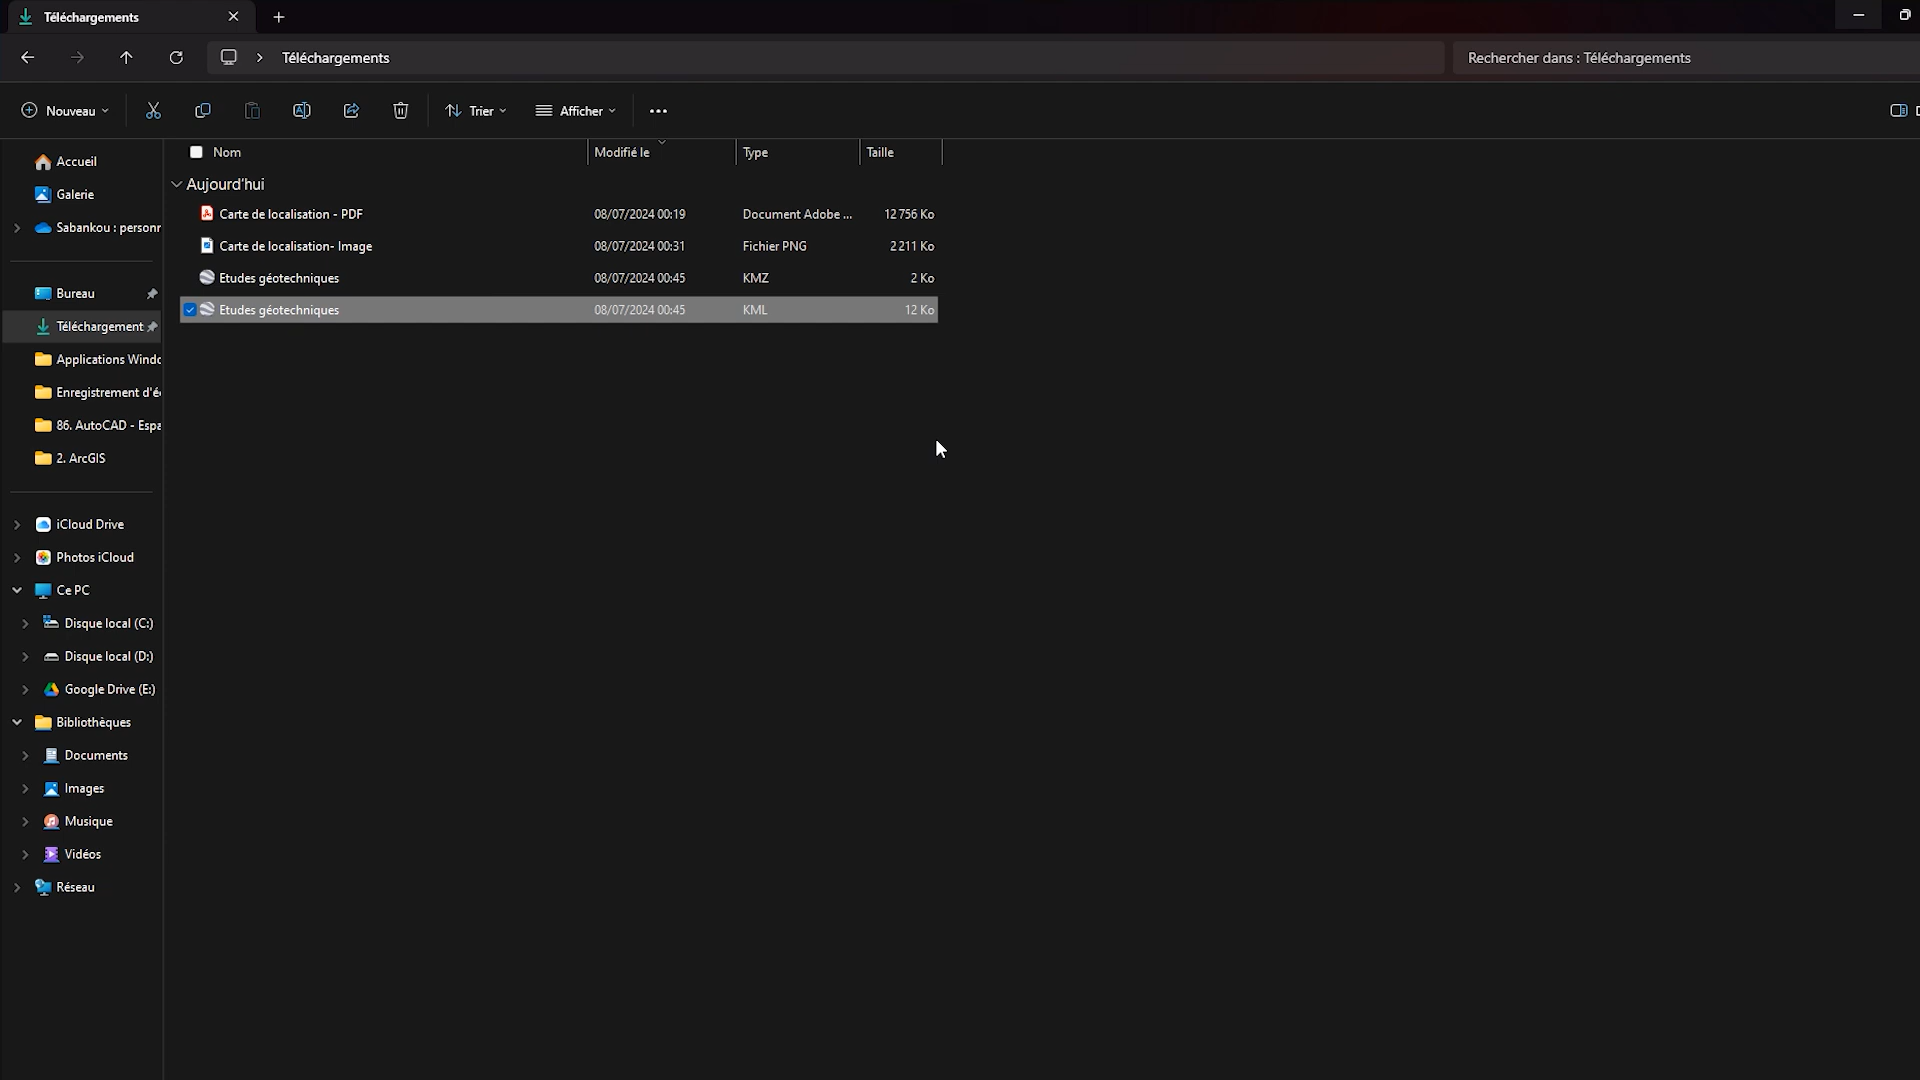 Téléchargements
Téléchargements
Rechercher dans : Téléchargements
Nouveau
Trier
Afficher
Nom Modifié le Type Taille
Aujourd'hui
Carte de localisation - PDF 08/07/2024 00:19 Document Adobe ... 12 756 Ko
Carte de localisation- Image 08/07/2024 00:31 Fichier PNG 2 211 Ko
Etudes géotechniques 08/07/2024 00:45 KMZ 2 Ko
Etudes géotechniques 08/07/2024 00:45 KML 12 Ko
Accueil
Galerie
Sabankou : personn
Bureau
Téléchargement
Applications Windo
Enregistrement d'é
86. AutoCAD - Espa
2. ArcGIS
iCloud Drive
Photos iCloud
Ce PC
Disque local (C:)
Disque local (D:)
Google Drive (E:)
Bibliothèques
Documents
Images
Musique
Vidéos
Réseau